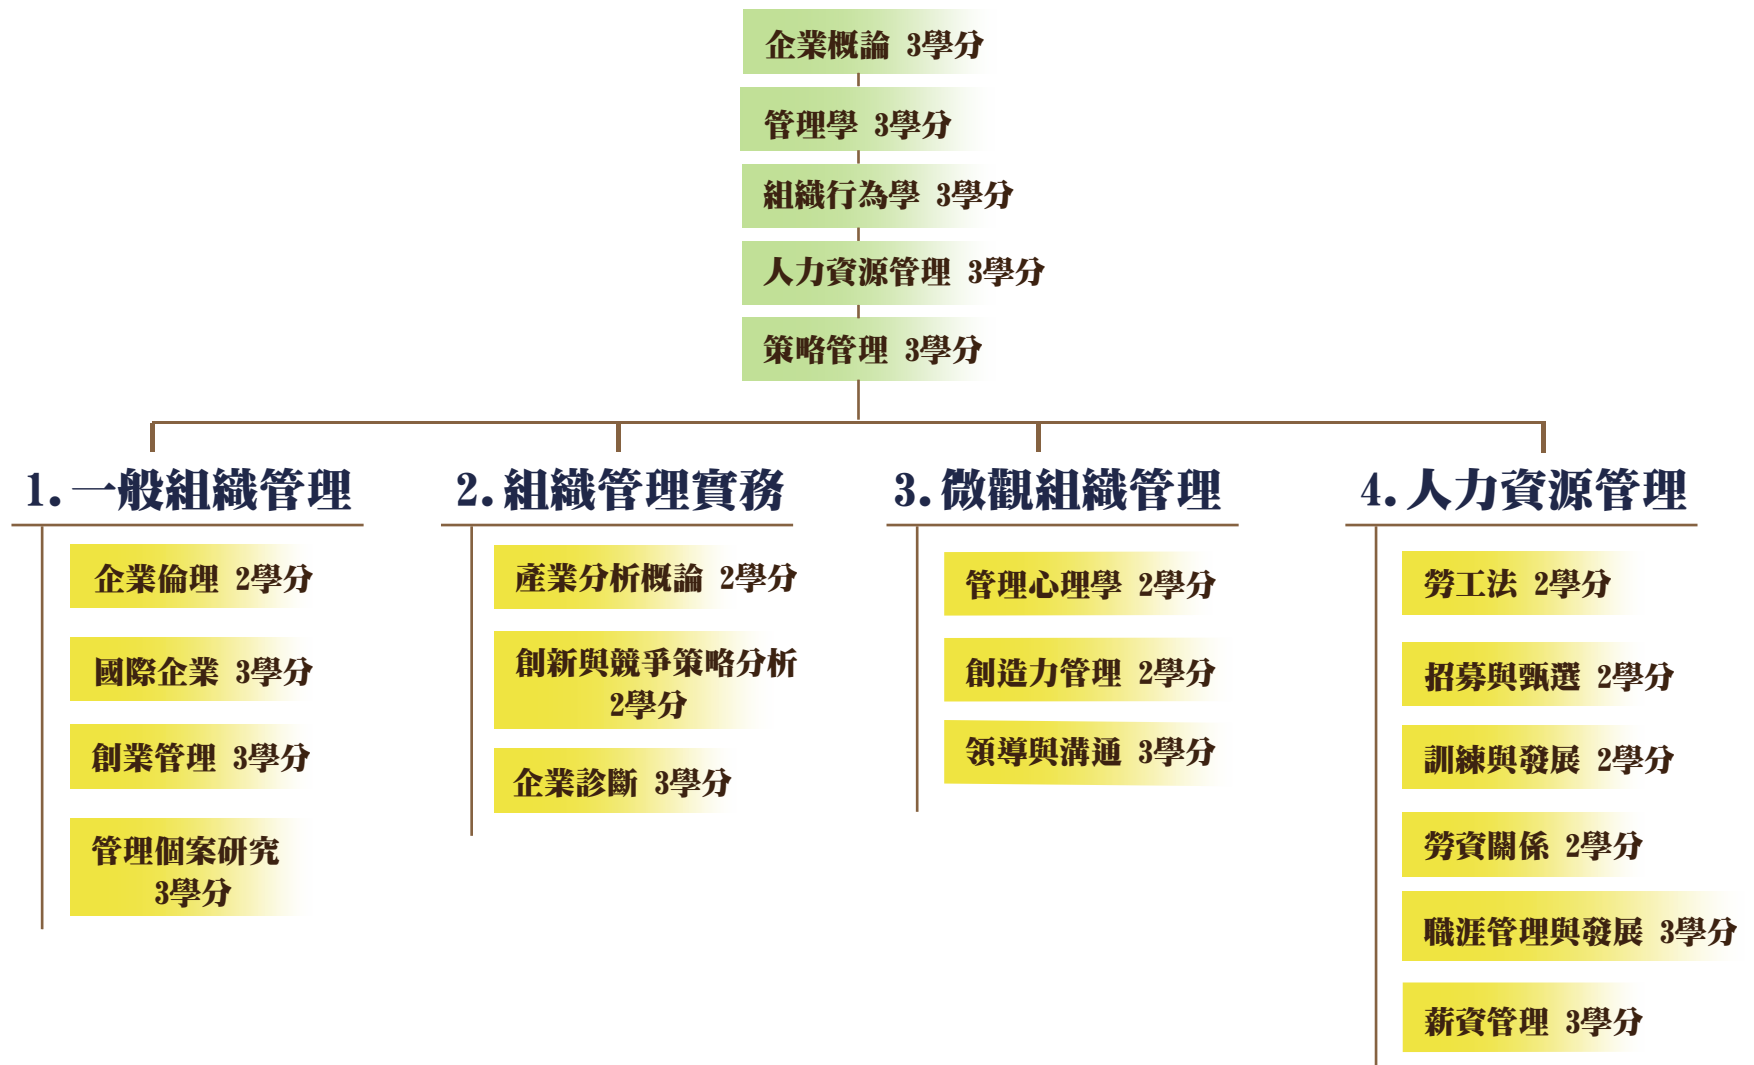 企業概論 3學分
管理學 3學分
組織行為學 3學分
人力資源管理 3學分
策略管理 3學分
1.一般組織管理
企業倫理 2學分
國際企業 3學分
創業管理 3學分
管理個案研究
3學分
2.組織管理實務
產業分析概論 2學分
創新與競爭策略分析
2學分
企業診斷 3學分
3.微觀組織管理
管理心理學 2學分
創造力管理 2學分
領導與溝通 3學分
4.人力資源管理
勞工法 2學分
招募與甄選 2學分
訓練與發展 2學分
勞資關係 2學分
職涯管理與發展 3學分
薪資管理 3學分